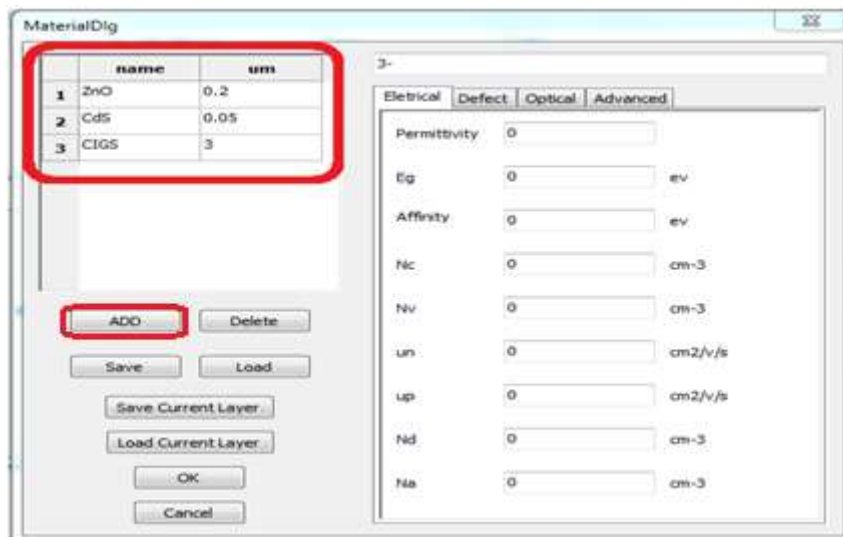 MaterialDlg
name um
1 ZnO 0.2
2 CdS 0.05
3 CIGS 3
ADD Delete
Save Load
Save Current Layer
Load Current Layer
OK
Cancel
3-
Eletrical Defect Optical Advanced
Permittivity 0
Eg 0 ev
Affinity 0 ev
Nc 0 cm-3
Nv 0 cm-3
un 0 cm2/v/s
up 0 cm2/v/s
Nd 0 cm-3
Na 0 cm-3